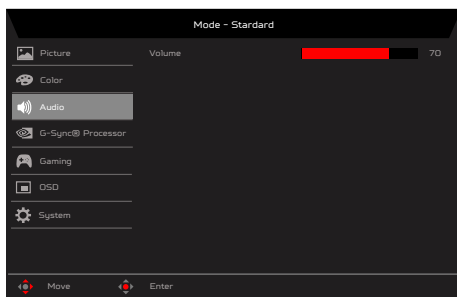 Mode - Stardard
Picture
Volume 70
Color
Audio
G-Sync® Processor
Gaming
OSD
System
Move Enter